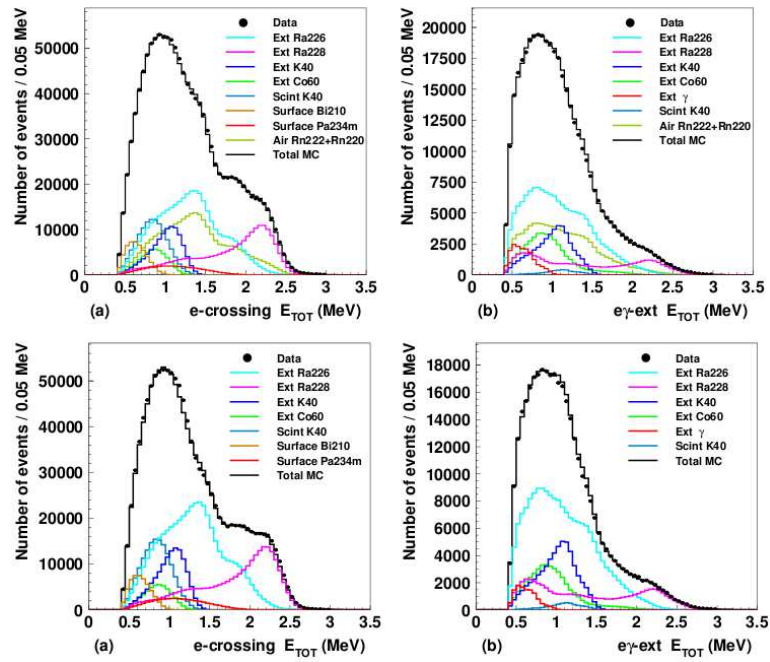 Number of events / 0.05 MeV
50000
40000
30000
20000
10000
0
Data
Ext Ra226
Ext Ra228
Ext K40
Ext Co60
Scint K40
Surface Bi210
Surface Pa234m
Air Rn222+Rn220
Total MC
0 0.5 1 1.5 2 2.5 3 3.5
(a) e-crossing E_TOT (MeV)
Number of events / 0.05 MeV
20000
17500
15000
12500
10000
7500
5000
2500
0
Data
Ext Ra226
Ext Ra228
Ext K40
Ext Co60
Ext γ
Scint K40
Air Rn222+Rn220
Total MC
0 0.5 1 1.5 2 2.5 3 3.5
(b) eγ-ext E_TOT (MeV)
Number of events / 0.05 MeV
50000
40000
30000
20000
10000
0
Data
Ext Ra226
Ext Ra228
Ext K40
Ext Co60
Scint K40
Surface Bi210
Surface Pa234m
Total MC
0 0.5 1 1.5 2 2.5 3 3.5
(a) e-crossing E_TOT (MeV)
Number of events / 0.05 MeV
18000
16000
14000
12000
10000
8000
6000
4000
2000
0
Data
Ext Ra226
Ext Ra228
Ext K40
Ext Co60
Ext γ
Scint K40
Total MC
0 0.5 1 1.5 2 2.5 3 3.5
(b) eγ-ext E_TOT (MeV)